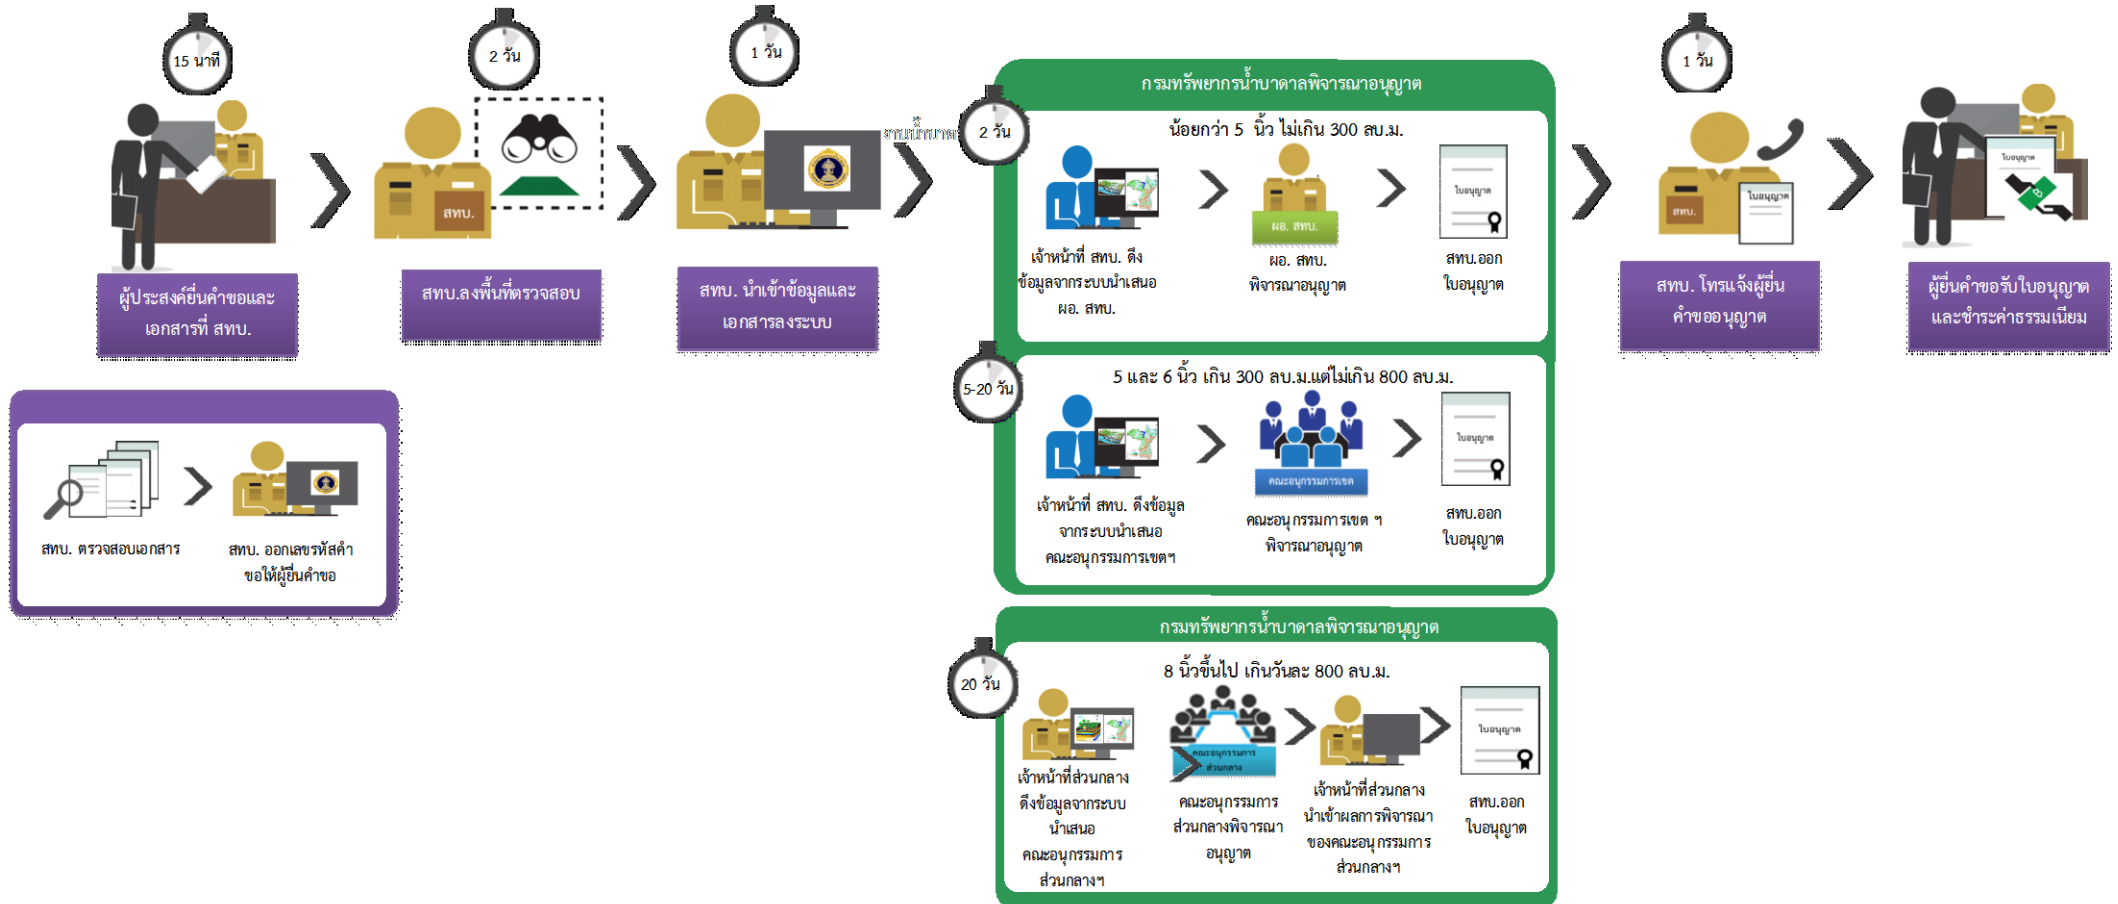 15 นาที
ผู้ประสงค์ยื่นคำขอและ
เอกสารที่ สทบ.
2 วัน
สทบ.
สทบ.ลงพื้นที่ตรวจสอบ
1 วัน
สทบ. นำเข้าข้อมูลและ
เอกสารลงระบบ
งานน้ำบาด
สทบ. ตรวจสอบเอกสาร
สทบ. ออกเลขรหัสคำ
ขอให้ผู้ยื่นคำขอ
กรมทรัพยากรน้ำบาดาลพิจารณาอนุญาต
2 วัน
น้อยกว่า 5 นิ้ว ไม่เกิน 300 ลบ.ม.
เจ้าหน้าที่ สทบ. ดึง
ข้อมูลจากระบบนำเสนอ
ผอ. สทบ.
ผอ. สทบ.
ผอ. สทบ.
พิจารณาอนุญาต
ใบอนุญาต
สทบ.ออก
ใบอนุญาต
5-20 วัน
5 และ 6 นิ้ว เกิน 300 ลบ.ม.แต่ไม่เกิน 800 ลบ.ม.
เจ้าหน้าที่ สทบ. ดึงข้อมูล
จากระบบนำเสนอ
คณะอนุกรรมการเขตฯ
คณะอนุกรรมการเขต
คณะอนุกรรมการเขต ฯ
พิจารณาอนุญาต
ใบอนุญาต
สทบ.ออก
ใบอนุญาต
กรมทรัพยากรน้ำบาดาลพิจารณาอนุญาต
20 วัน
8 นิ้วขึ้นไป เกินวันละ 800 ลบ.ม.
เจ้าหน้าที่ส่วนกลาง
ดึงข้อมูลจากระบบ
นำเสนอ
คณะอนุกรรมการ
ส่วนกลางฯ
คณะอนุกรรมการ
ส่วนกลาง
คณะอนุกรรมการ
ส่วนกลางพิจารณา
อนุญาต
เจ้าหน้าที่ส่วนกลาง
นำเข้าผลการพิจารณา
ของคณะอนุกรรมการ
ส่วนกลางฯ
ใบอนุญาต
สทบ.ออก
ใบอนุญาต
1 วัน
สทบ.
ใบอนุญาต
สทบ. โทรแจ้งผู้ยื่น
คำขออนุญาต
ใบอนุญาต
ผู้ยื่นคำขอรับใบอนุญาต
และชำระค่าธรรมเนียม